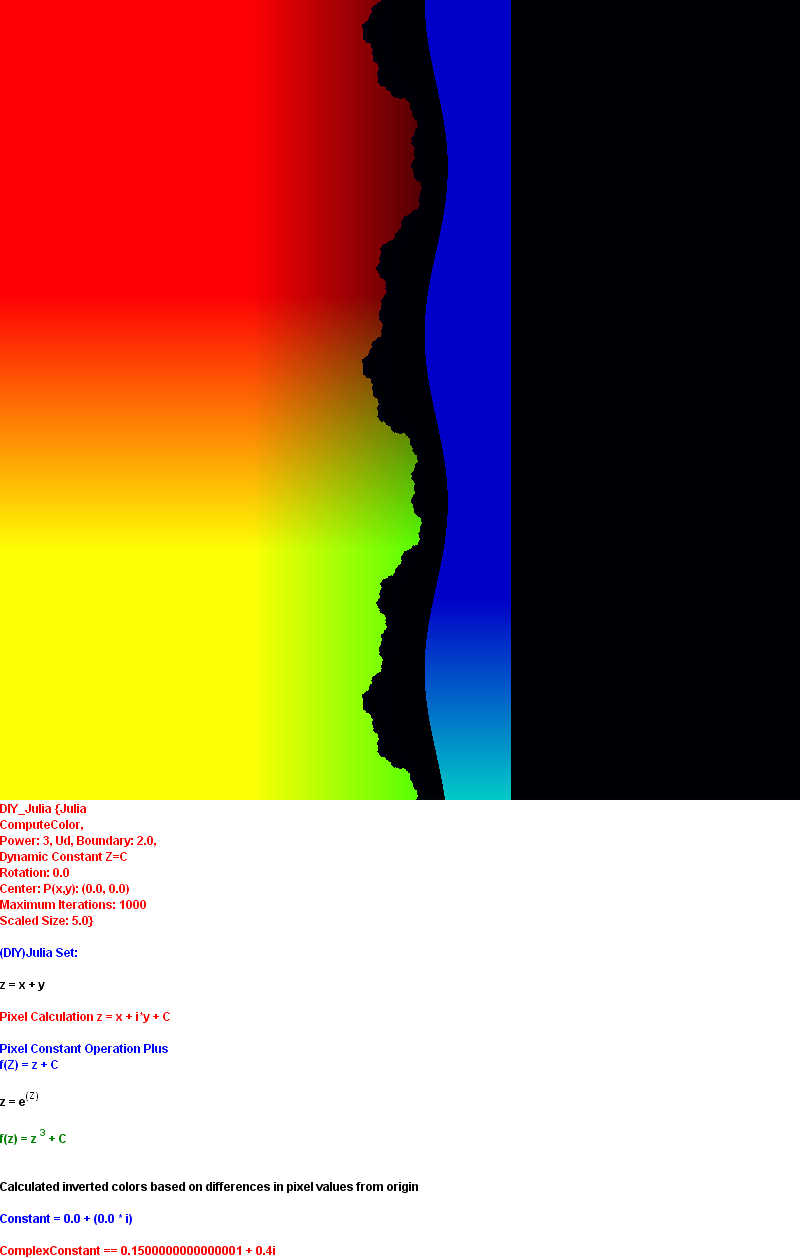 DIY_Julia {Julia
ComputeColor,
Power: 3, Ud, Boundary: 2.0,
Dynamic Constant Z=C
Rotation: 0.0
Center: P(x,y): (0.0, 0.0)
Maximum Iterations: 1000
Scaled Size: 5.0}
(DIY)Julia Set:
z = x + y
Pixel Calculation z = x + i*y + C
Pixel Constant Operation Plus
f(Z) = z + C
z = e^(Z)
f(z) = z ^3 + C
Calculated inverted colors based on differences in pixel values from origin
Constant = 0.0 + (0.0 * i)
ComplexConstant == 0.1500000000000001 + 0.4i